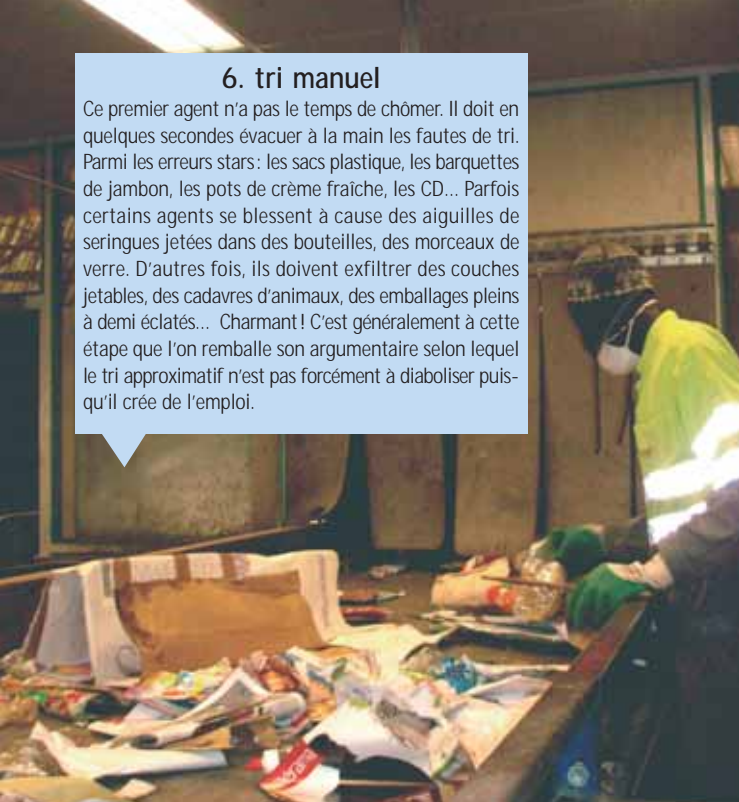 6. tri manuel
Ce premier agent n'a pas le temps de chômer. Il doit en
quelques secondes évacuer à la main les fautes de tri.
Parmi les erreurs stars : les sacs plastique, les barquettes
de jambon, les pots de crème fraîche, les CD... Parfois
certains agents se blessent à cause des aiguilles de
seringues jetées dans des bouteilles, des morceaux de
verre. D'autres fois, ils doivent exfiltrer des couches
jetables, des cadavres d'animaux, des emballages pleins
à demi éclatés... Charmant ! C'est généralement à cette
étape que l'on remballe son argumentaire selon lequel
le tri approximatif n'est pas forcément à diaboliser puis-
qu'il crée de l'emploi.